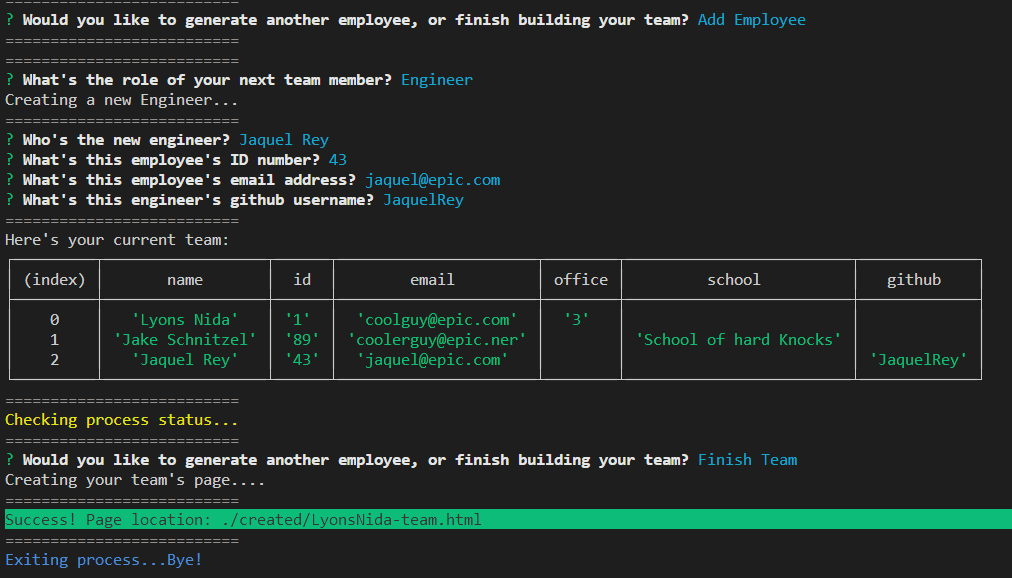 ==========================
? Would you like to generate another employee, or finish building your team? Add Employee
==========================
==========================
? What's the role of your next team member? Engineer
Creating a new Engineer...
==========================
? Who's the new engineer? Jaquel Rey
? What's this employee's ID number? 43
? What's this employee's email address? jaquel@epic.com
? What's this engineer's github username? JaquelRey
==========================
Here's your current team:
(index) name id email office school github
0 'Lyons Nida' '1' 'coolguy@epic.com' '3'
1 'Jake Schnitzel' '89' 'coolerguy@epic.ner' 'School of hard Knocks'
2 'Jaquel Rey' '43' 'jaquel@epic.com' 'JaquelRey'
==========================
Checking process status...
==========================
? Would you like to generate another employee, or finish building your team? Finish Team
Creating your team's page....
==========================
Success! Page location: ./created/LyonsNida-team.html
==========================
Exiting process...Bye!